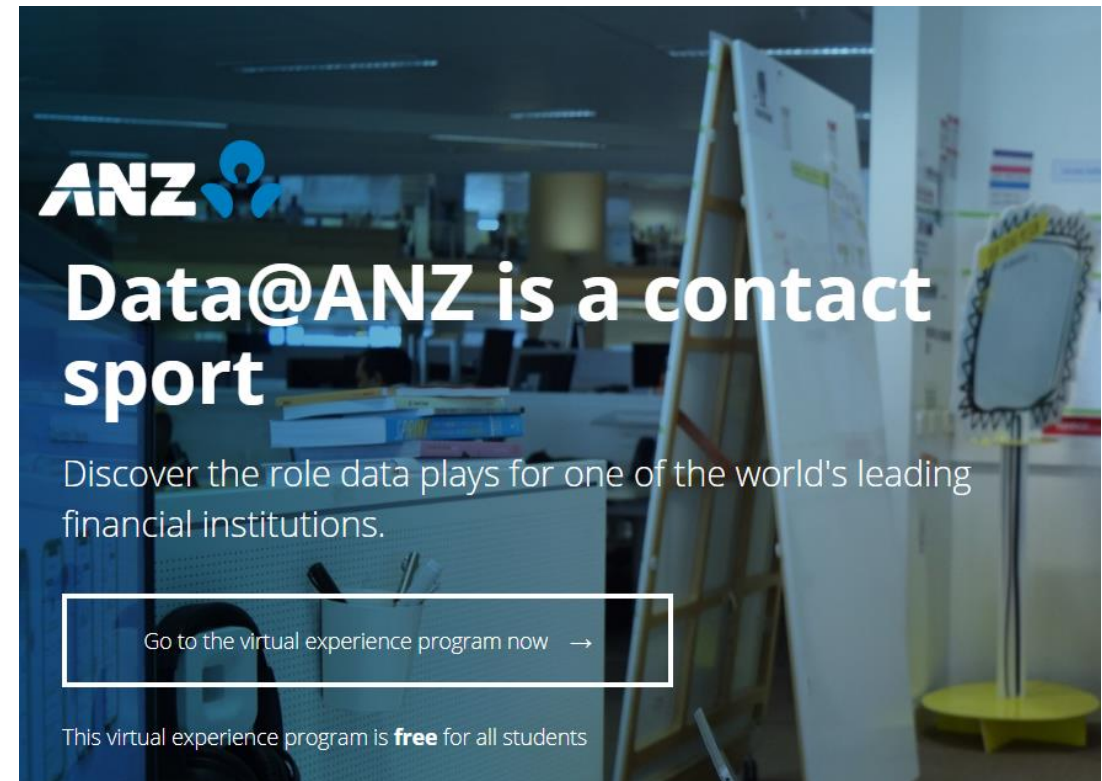 ANZ
Data@ANZ is a contact
sport
Discover the role data plays for one of the world's leading
financial institutions.
Go to the virtual experience program now →
This virtual experience program is free for all students